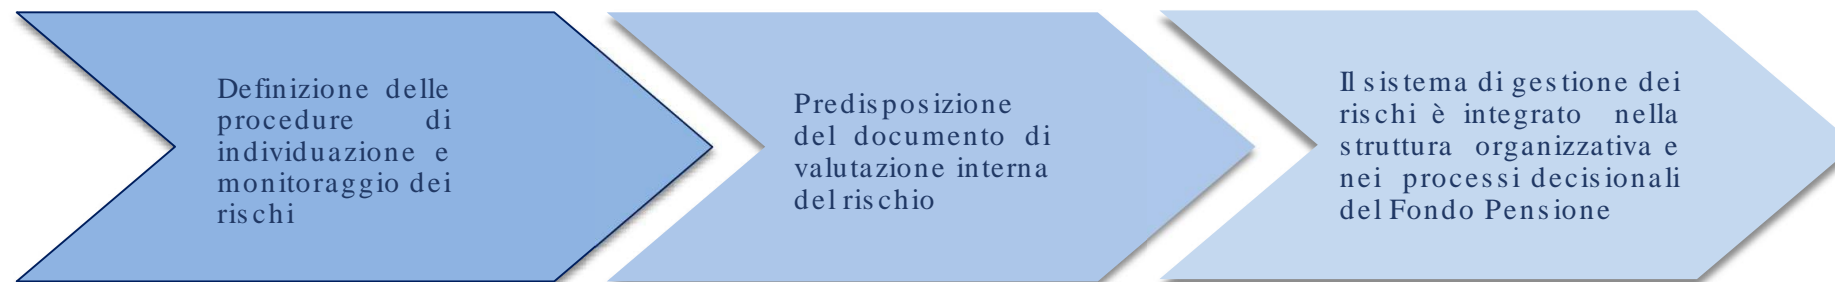 Definizione delle
procedure di
individuazione e
monitoraggio dei
rischi
Predisposizione
del documento di
valutazione interna
del rischio
Il sistema di gestione dei
rischi è integrato nella
struttura organizzativa e
nei processi decisionali
del Fondo Pensione